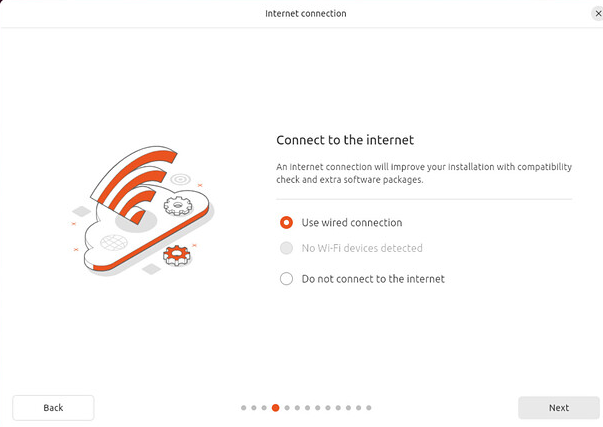 Internet connection
Connect to the internet
An internet connection will improve your installation with compatibility
check and extra software packages.
Use wired connection
No Wi-Fi devices detected
Do not connect to the internet
Back
Next